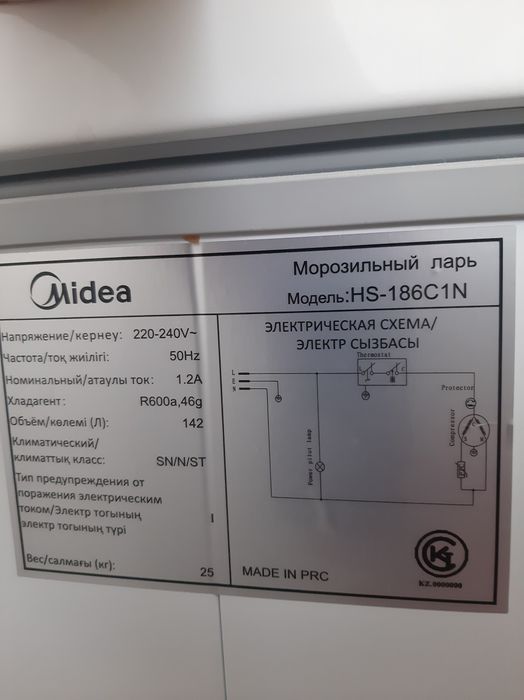 Midea
Морозильный ларь
Модель:HS-186C1N
Напряжение/кернеу: 220-240V~
Частота/тоқ жиілігі: 50Hz
Номинальный/атаулы ток: 1.2A
Хладагент: R600a,46g
Объём/көлемі (Л): 142
Климатический/
климаттық класс: SN/N/ST
Тип предупреждения от
поражения электрическим
током/Электр тогының
электр тогының түрі I
Вес/салмағы (кг): 25
ЭЛЕКТРИЧЕСКАЯ СХЕМА/
ЭЛЕКТР СЫЗБАСЫ
Thermostat
L
E
N
Protector
Compressor
Power pilot lamp
MADE IN PRC
KZ.0000000